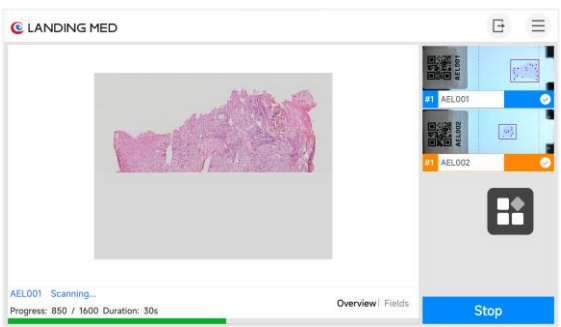 LANDING MED
AEL001
#1 AEL001
AEL002
#1 AEL002
AEL001 Scanning...
Progress: 850 / 1600 Duration: 30s
Overview | Fields
Stop